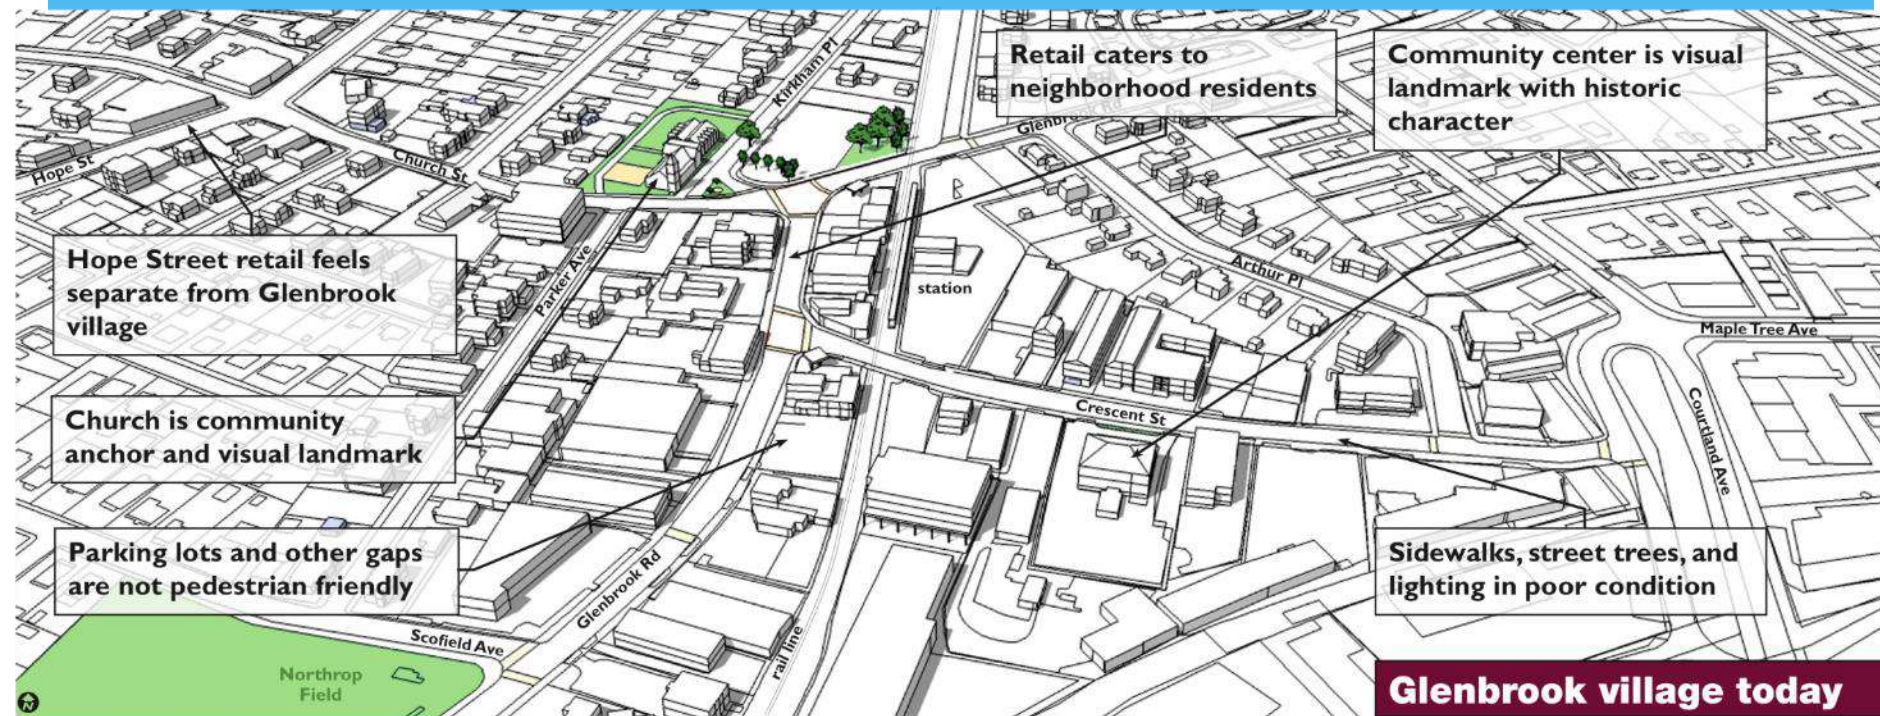 Retail caters to
neighborhood residents
Community center is visual
landmark with historic
character
Kirkham Pl
Glenbrook Rd
Hope St
Church St
Hope Street retail feels
separate from Glenbrook
village
Parker Ave
station
Arthur Pl
Maple Tree Ave
Church is community
anchor and visual landmark
Crescent St
Courtland Ave
Parking lots and other gaps
are not pedestrian friendly
Sidewalks, street trees, and
lighting in poor condition
Glenbrook Rd
Scofield Ave
rail line
Northrop
Field
N
Glenbrook village today